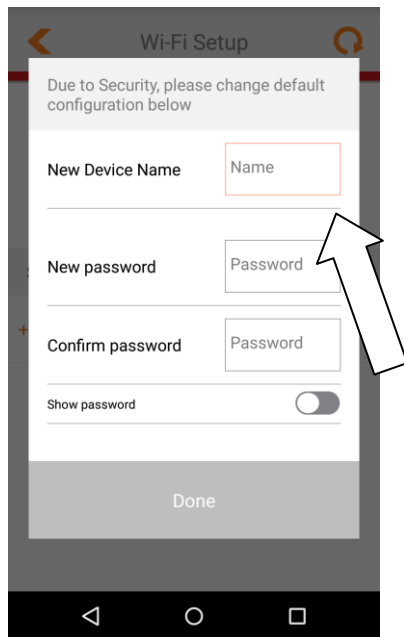 Wi-Fi Setup
Due to Security, please change default
configuration below
New Device Name Name
New password Password
Confirm password Password
Show password
Done